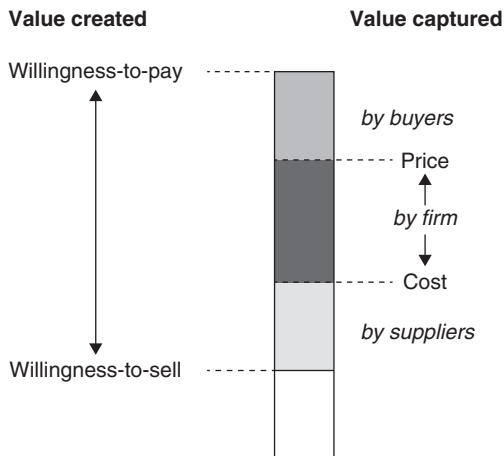 Value created
Value captured
Willingness-to-pay
by buyers
Price
by firm
Cost
by suppliers
Willingness-to-sell